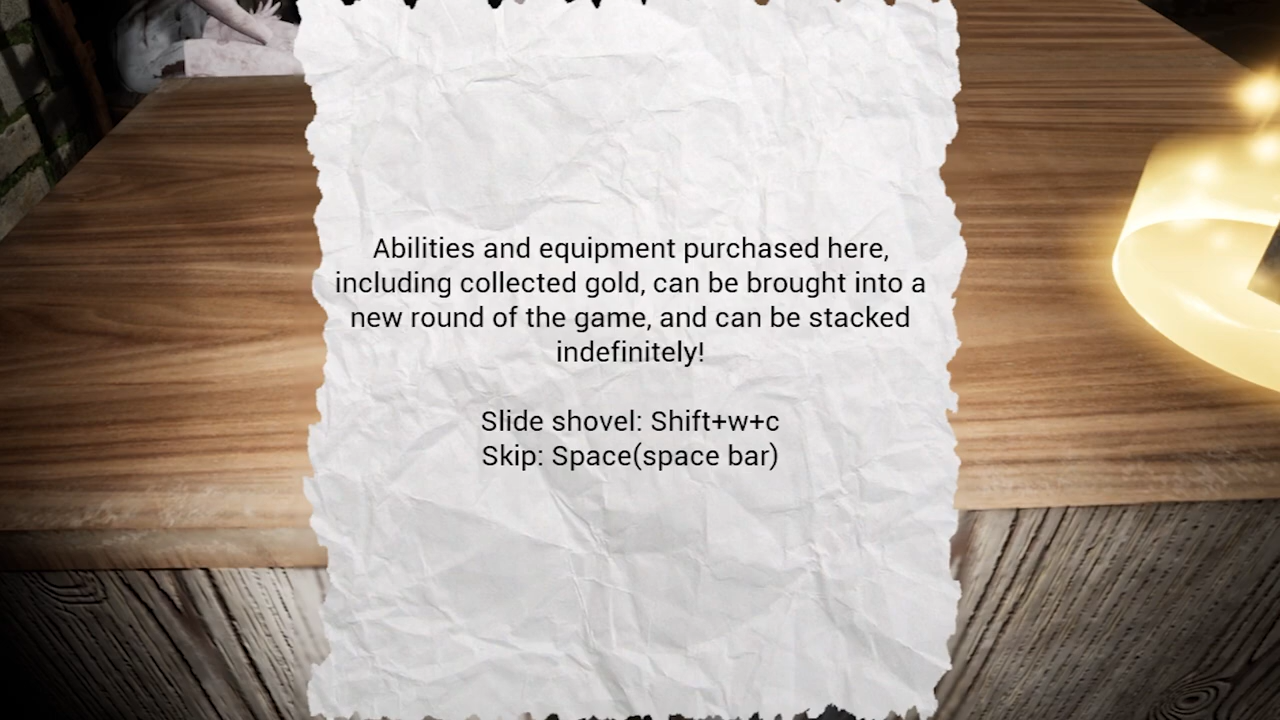 Abilities and equipment purchased here,
including collected gold, can be brought into a
new round of the game, and can be stacked
indefinitely!
Slide shovel: Shift+w+c
Skip: Space(space bar)